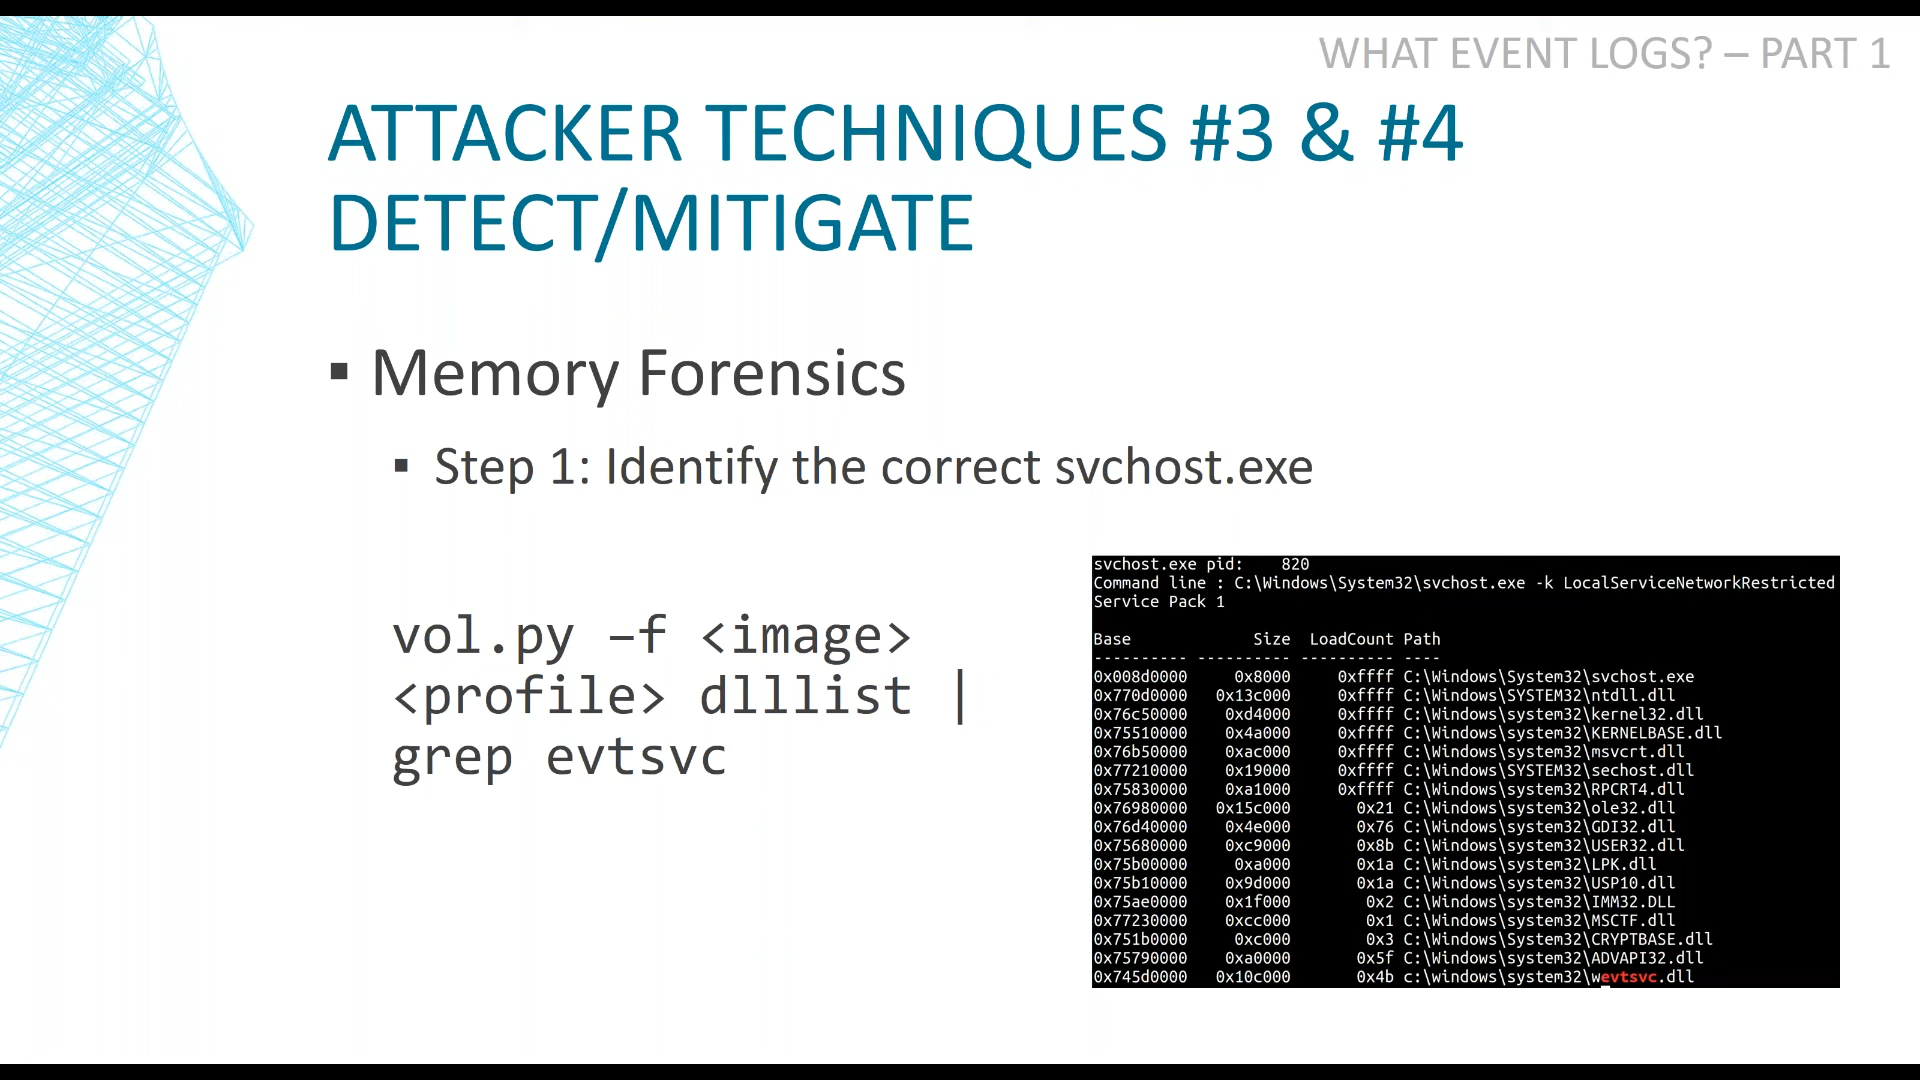 WHAT EVENT LOGS? – PART 1
ATTACKER TECHNIQUES #3 & #4
DETECT/MITIGATE
▪ Memory Forensics
▪ Step 1: Identify the correct svchost.exe
vol.py –f <image>
<profile> dlllist |
grep evtsvc
svchost.exe pid:    820
Command line : C:\Windows\System32\svchost.exe -k LocalServiceNetworkRestricted
Service Pack 1
Base             Size  LoadCount Path
---------- ---------- ---------- ----
0x008d0000     0x8000     0xffff C:\Windows\System32\svchost.exe
0x770d0000   0x13c000     0xffff C:\Windows\SYSTEM32\ntdll.dll
0x76c50000    0xd4000     0xffff C:\Windows\system32\kernel32.dll
0x75510000    0x4a000     0xffff C:\Windows\system32\KERNELBASE.dll
0x76b50000    0xac000     0xffff C:\Windows\system32\msvcrt.dll
0x77210000    0x19000     0xffff C:\Windows\SYSTEM32\sechost.dll
0x75830000    0xa1000     0xffff C:\Windows\system32\RPCRT4.dll
0x76980000   0x15c000       0x21 C:\Windows\system32\ole32.dll
0x76d40000    0x4e000       0x76 C:\Windows\system32\GDI32.dll
0x75680000    0xc9000       0x8b C:\Windows\system32\USER32.dll
0x75b00000     0xa000       0x1a C:\Windows\system32\LPK.dll
0x75b10000    0x9d000       0x1a C:\Windows\system32\USP10.dll
0x75ae0000    0x1f000        0x2 C:\Windows\system32\IMM32.DLL
0x77230000    0xcc000        0x1 C:\Windows\system32\MSCTF.dll
0x751b0000     0xc000        0x3 C:\Windows\System32\CRYPTBASE.dll
0x75790000    0xa0000       0x5f C:\Windows\system32\ADVAPI32.dll
0x745d0000   0x10c000       0x4b c:\windows\system32\wevtsvc.dll